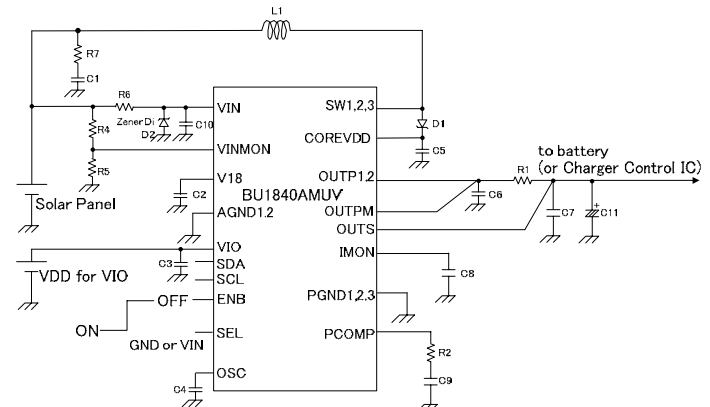 L1
R7
C1
R6
Zener Di
D2
C10
R4
R5
Solar Panel
VDD for VIO
C2
C3
OFF
ON
GND or VIN
C4
VIN
VINMON
V18
BU1840AMUV
AGND1.2
VIO
SDA
SCL
ENB
SEL
OSC
SW1,2,3
COREVDD
OUTP1,2
OUTPM
OUTS
IMON
PGND1,2,3
PCOMP
D1
C5
to battery
(or Charger Control IC)
R1
C6
C7
+
C11
C8
R2
C9